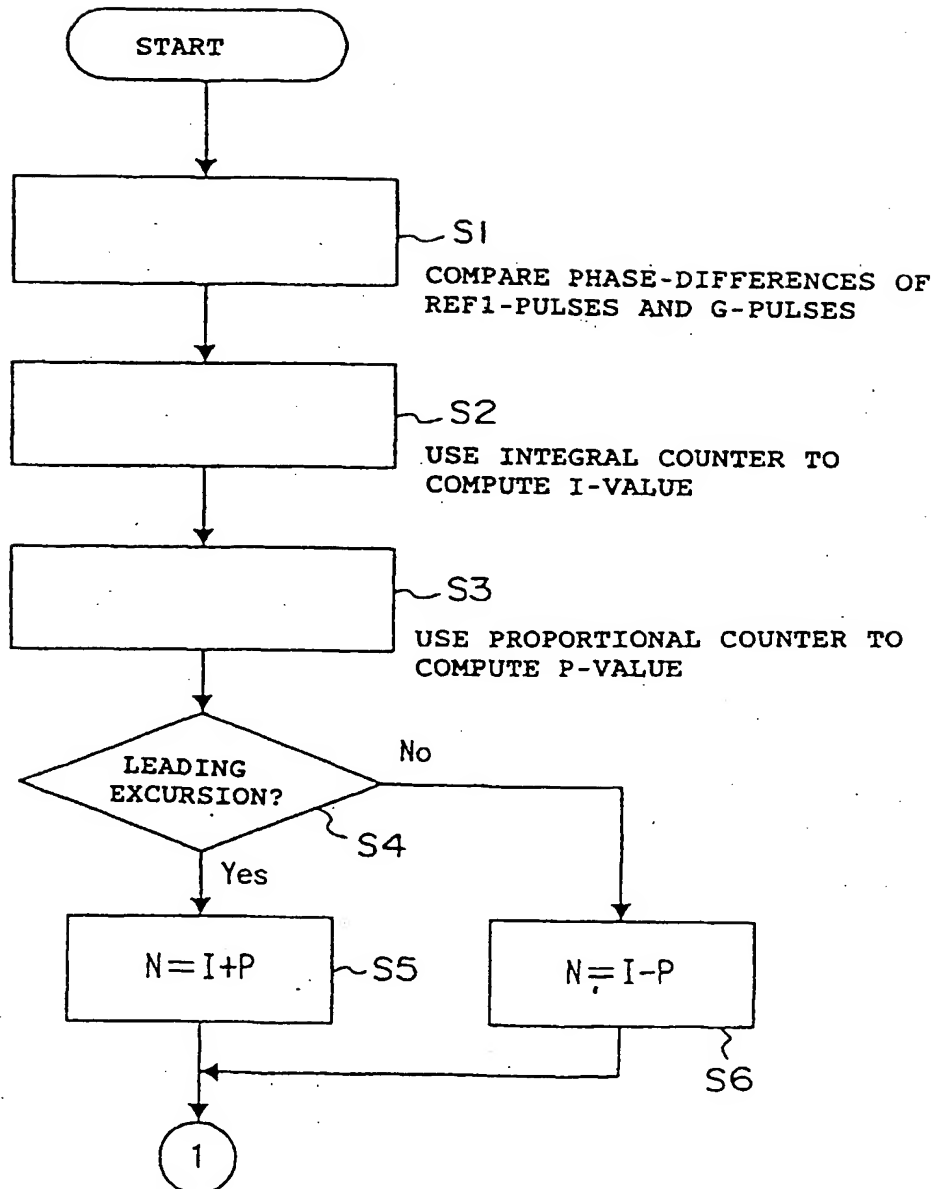 START
S1
COMPARE PHASE-DIFFERENCES OF
REF1-PULSES AND G-PULSES
S2
USE INTEGRAL COUNTER TO
COMPUTE I-VALUE
S3
USE PROPORTIONAL COUNTER TO
COMPUTE P-VALUE
LEADING
EXCURSION?
No
S4
Yes
N=I+P
S5
N=I-P
S6
1